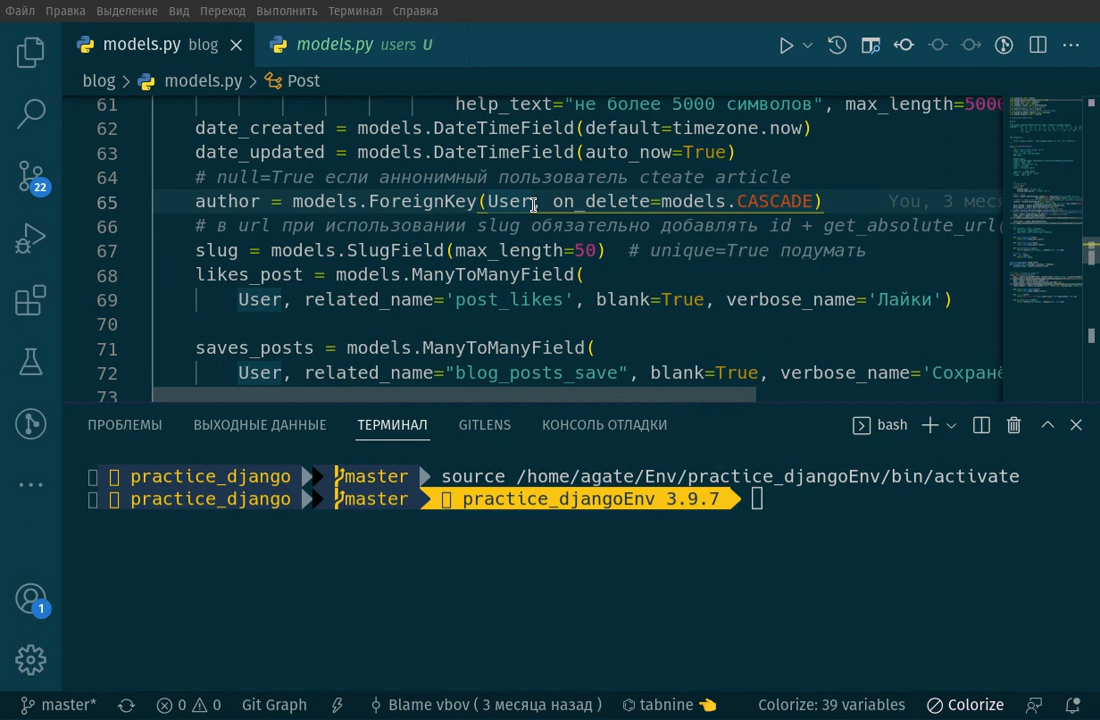 Файл Правка Выделение Вид Переход Выполнить Терминал Справка
models.py blog models.py users U
blog > models.py > Post
61 help_text="не более 5000 символов", max_length=5000
62 date_created = models.DateTimeField(default=timezone.now)
63 date_updated = models.DateTimeField(auto_now=True)
64 # null=True если аннонимный пользователь cteate article
65 author = models.ForeignKey(User, on_delete=models.CASCADE) You, 3 меся
66 # в url при использовании slug обязательно добавлять id + get_absolute_url(
67 slug = models.SlugField(max_length=50) # unique=True подумать
68 likes_post = models.ManyToManyField(
69 User, related_name='post_likes', blank=True, verbose_name='Лайки')
70
71 saves_posts = models.ManyToManyField(
72 User, related_name="blog_posts_save", blank=True, verbose_name='Сохранё
73
22
ПРОБЛЕМЫ ВЫХОДНЫЕ ДАННЫЕ ТЕРМИНАЛ GITLENS КОНСОЛЬ ОТЛАДКИ bash
practice_django master source /home/agate/Env/practice_djangoEnv/bin/activate
practice_django master practice_djangoEnv 3.9.7
1
master* 0 0 Git Graph Blame vbov ( 3 месяца назад ) tabnine Colorize: 39 variables Colorize